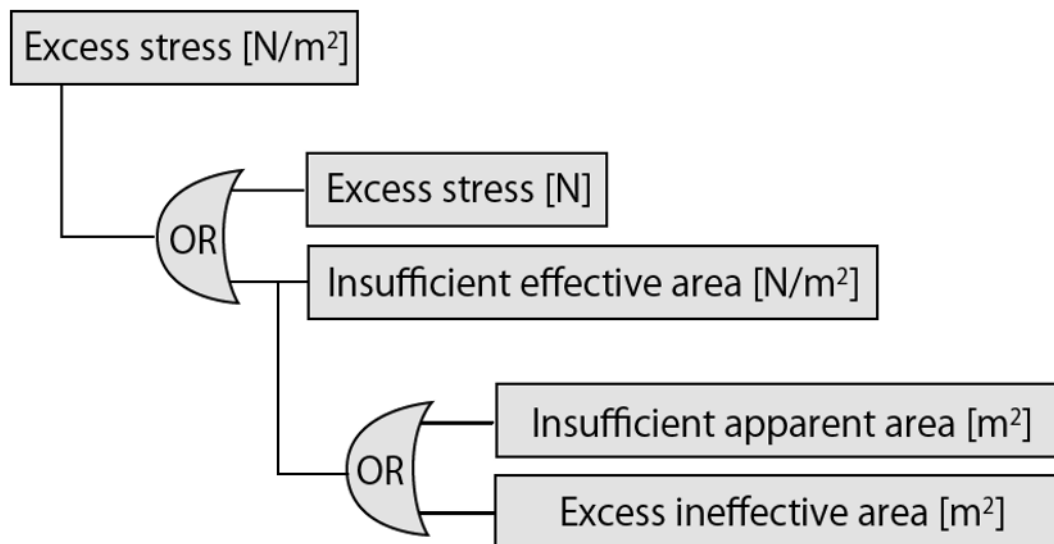 Excess stress [N/m²]
Excess stress [N]
OR
Insufficient effective area [N/m²]
Insufficient apparent area [m²]
OR
Excess ineffective area [m²]